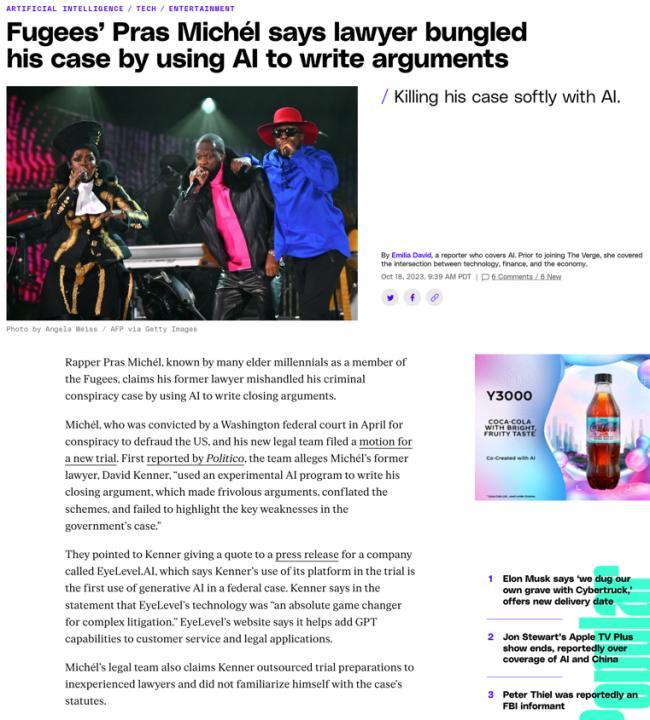 ARTIFICIAL INTELLIGENCE / TECH / ENTERTAINMENT
Fugees’ Pras Michél says lawyer bungled
his case by using AI to write arguments
/ Killing his case softly with AI.
By Emilia David, a reporter who covers AI. Prior to joining The Verge, she covered
the intersection between technology, finance, and the economy.
Oct 18, 2023, 9:39 AM PDT | 6 Comments / 6 New
Photo by Angela Weiss / AFP via Getty Images
Rapper Pras Michél, known by many elder millennials as a member of
the Fugees, claims his former lawyer mishandled his criminal
conspiracy case by using AI to write closing arguments.
Michél, who was convicted by a Washington federal court in April for
conspiracy to defraud the US, and his new legal team filed a motion for
a new trial. First reported by Politico, the team alleges Michél’s former
lawyer, David Kenner, “used an experimental AI program to write his
closing argument, which made frivolous arguments, conflated the
schemes, and failed to highlight the key weaknesses in the
government’s case.”
They pointed to Kenner giving a quote to a press release for a company
called EyeLevel.AI, which says Kenner’s use of its platform in the trial is
the first use of generative AI in a federal case. Kenner says in the
statement that EyeLevel’s technology was “an absolute game changer
for complex litigation.” EyeLevel’s website says it helps add GPT
capabilities to customer service and legal applications.
Michél’s legal team also claims Kenner outsourced trial preparations to
inexperienced lawyers and did not familiarize himself with the case’s
statutes.
Y3000
COCA-COLA
WITH BRIGHT,
FRUITY TASTE
Co-Created with AI
1 Elon Musk says ‘we dug our
own grave with Cybertruck,’
offers new delivery date
2 Jon Stewart’s Apple TV Plus
show ends, reportedly over
coverage of AI and China
3 Peter Thiel was reportedly an
FBI informant